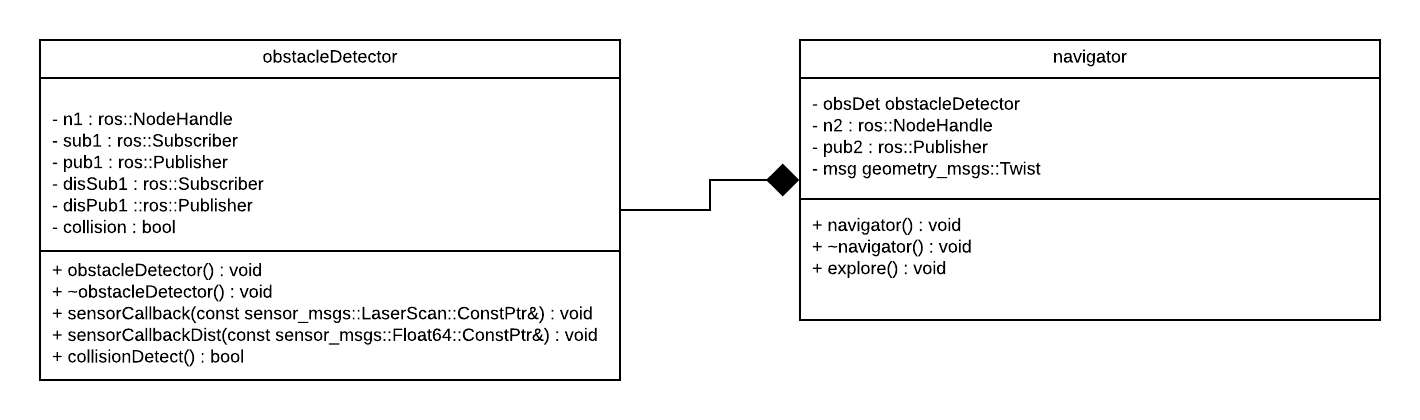 obstacleDetector
- n1 : ros::NodeHandle
- sub1 : ros::Subscriber
- pub1 : ros::Publisher
- disSub1 : ros::Subscriber
- disPub1 ::ros::Publisher
- collision : bool
+ obstacleDetector() : void
+ ~obstacleDetector() : void
+ sensorCallback(const sensor_msgs::LaserScan::ConstPtr&) : void
+ sensorCallbackDist(const sensor_msgs::Float64::ConstPtr&) : void
+ collisionDetect() : bool
navigator
- obsDet obstacleDetector
- n2 : ros::NodeHandle
- pub2 : ros::Publisher
- msg geometry_msgs::Twist
+ navigator() : void
+ ~navigator() : void
+ explore() : void